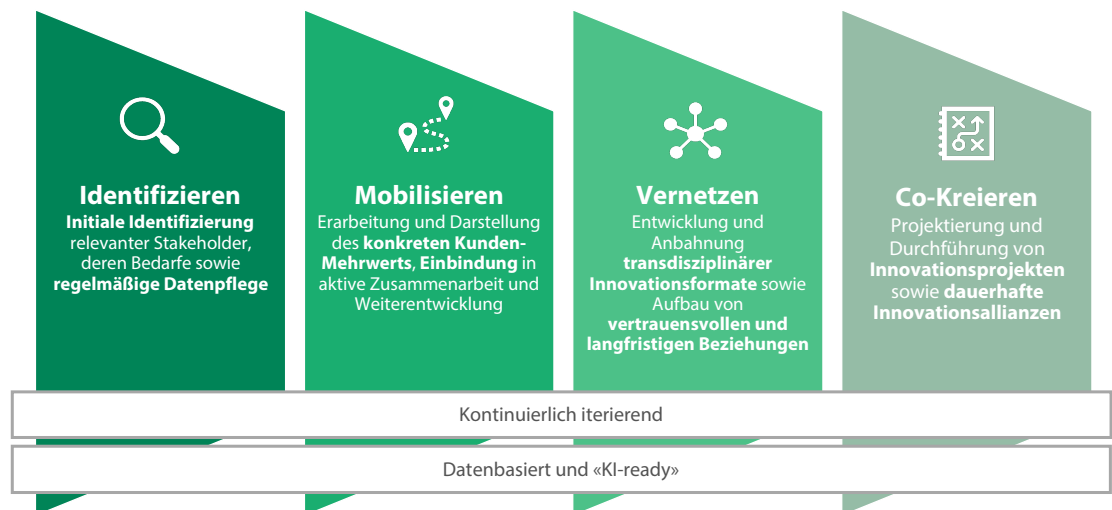 Identifizieren
Initiale Identifizierung
relevanter Stakeholder,
deren Bedarfe sowie
regelmäßige Datenpflege
Mobilisieren
Erarbeitung und Darstellung
des konkreten Kunden-
Mehrwerts, Einbindung in
aktive Zusammenarbeit und
Weiterentwicklung
Vernetzen
Entwicklung und
Anbahnung
transdisziplinärer
Innovationsformate sowie
Aufbau von
vertrauensvollen und
langfristigen Beziehungen
Co-Kreieren
Projektierung und
Durchführung von
Innovationsprojekten
sowie dauerhafte
Innovationsallianzen
Kontinuierlich iterierend
Datenbasiert und «KI-ready»